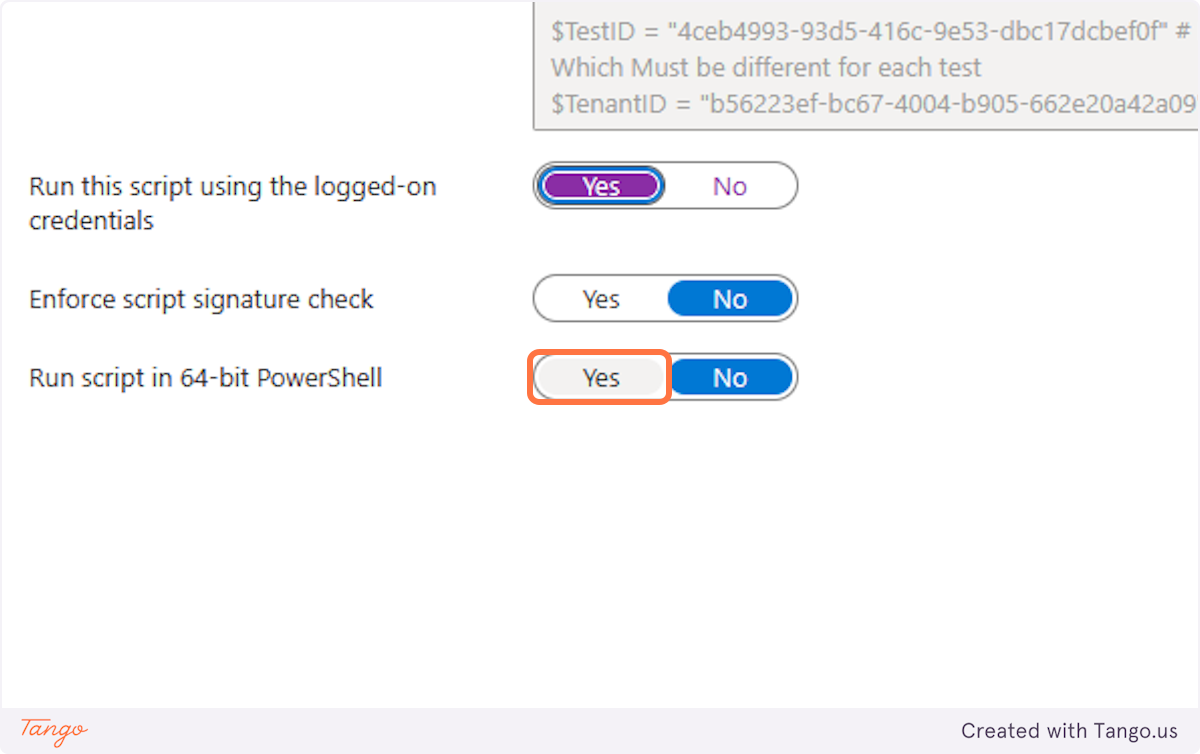 $TestID = "4ceb4993-93d5-416c-9e53-dbc17dcbef0f" #
Which Must be different for each test
$TenantID = "b56223ef-bc67-4004-b905-662e20a42a09
Run this script using the logged-on
credentials
Yes No
Enforce script signature check
Yes No
Run script in 64-bit PowerShell
Yes No
Tango
Created with Tango.us